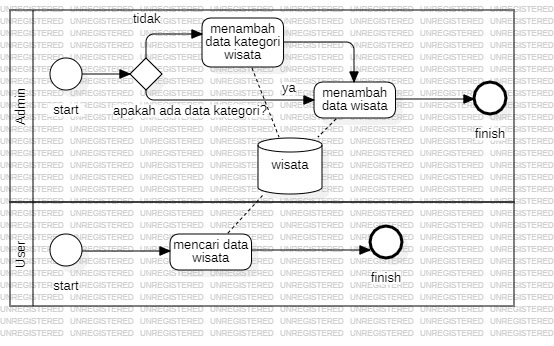 tidak
menambah
data kategori
wisata
Admin
start
apakah ada data kategori?
ya
menambah
data wisata
finish
wisata
User
start
mencari data
wisata
finish
UNREGISTERED